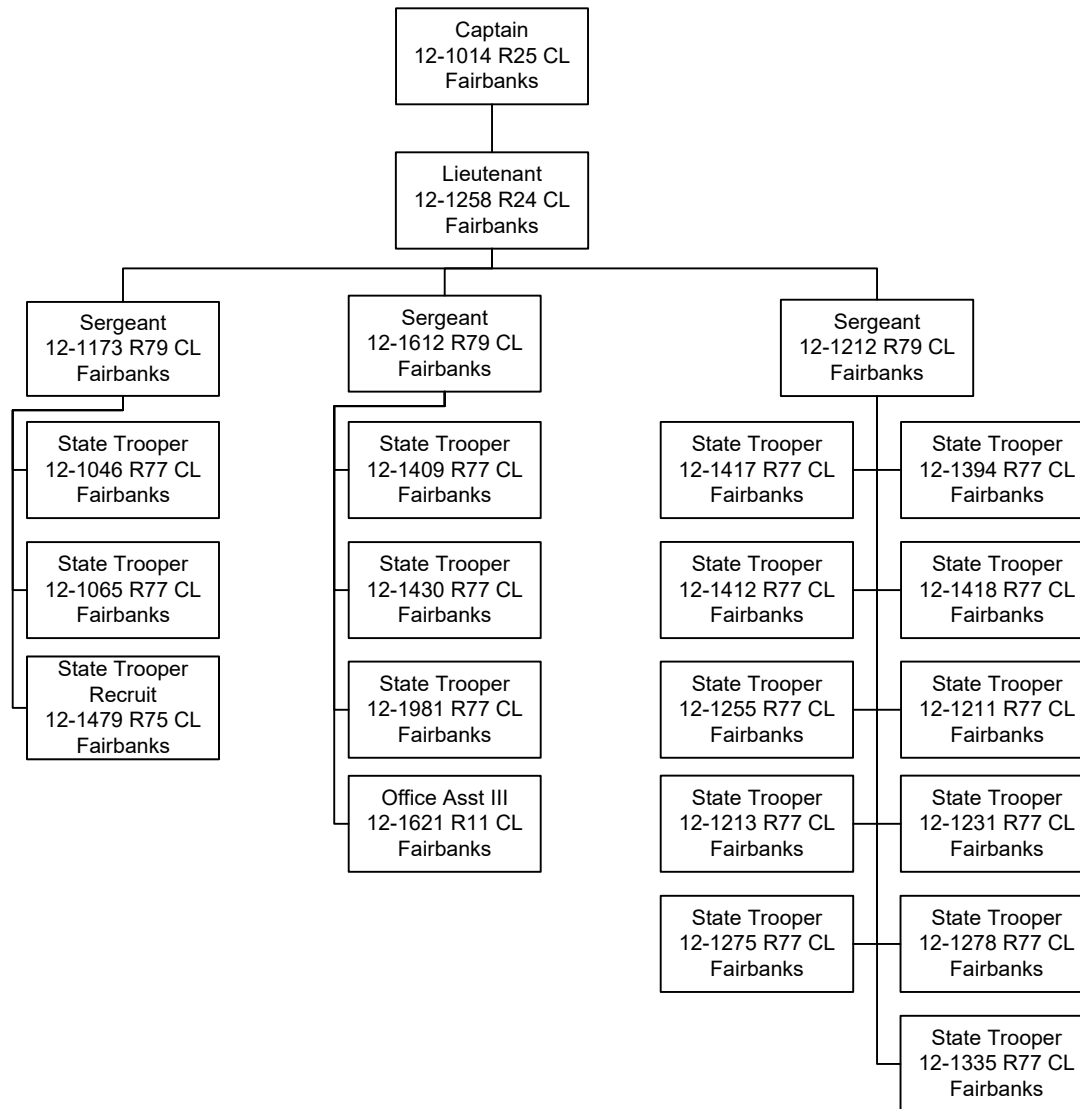 Captain
12-1014 R25 CL
Fairbanks
Lieutenant
12-1258 R24 CL
Fairbanks
Sergeant
12-1173 R79 CL
Fairbanks
State Trooper
12-1046 R77 CL
Fairbanks
State Trooper
12-1065 R77 CL
Fairbanks
State Trooper
Recruit
12-1479 R75 CL
Fairbanks
Sergeant
12-1612 R79 CL
Fairbanks
State Trooper
12-1409 R77 CL
Fairbanks
State Trooper
12-1430 R77 CL
Fairbanks
State Trooper
12-1981 R77 CL
Fairbanks
Office Asst III
12-1621 R11 CL
Fairbanks
Sergeant
12-1212 R79 CL
Fairbanks
State Trooper
12-1417 R77 CL
Fairbanks
State Trooper
12-1394 R77 CL
Fairbanks
State Trooper
12-1412 R77 CL
Fairbanks
State Trooper
12-1418 R77 CL
Fairbanks
State Trooper
12-1255 R77 CL
Fairbanks
State Trooper
12-1211 R77 CL
Fairbanks
State Trooper
12-1213 R77 CL
Fairbanks
State Trooper
12-1231 R77 CL
Fairbanks
State Trooper
12-1275 R77 CL
Fairbanks
State Trooper
12-1278 R77 CL
Fairbanks
State Trooper
12-1335 R77 CL
Fairbanks